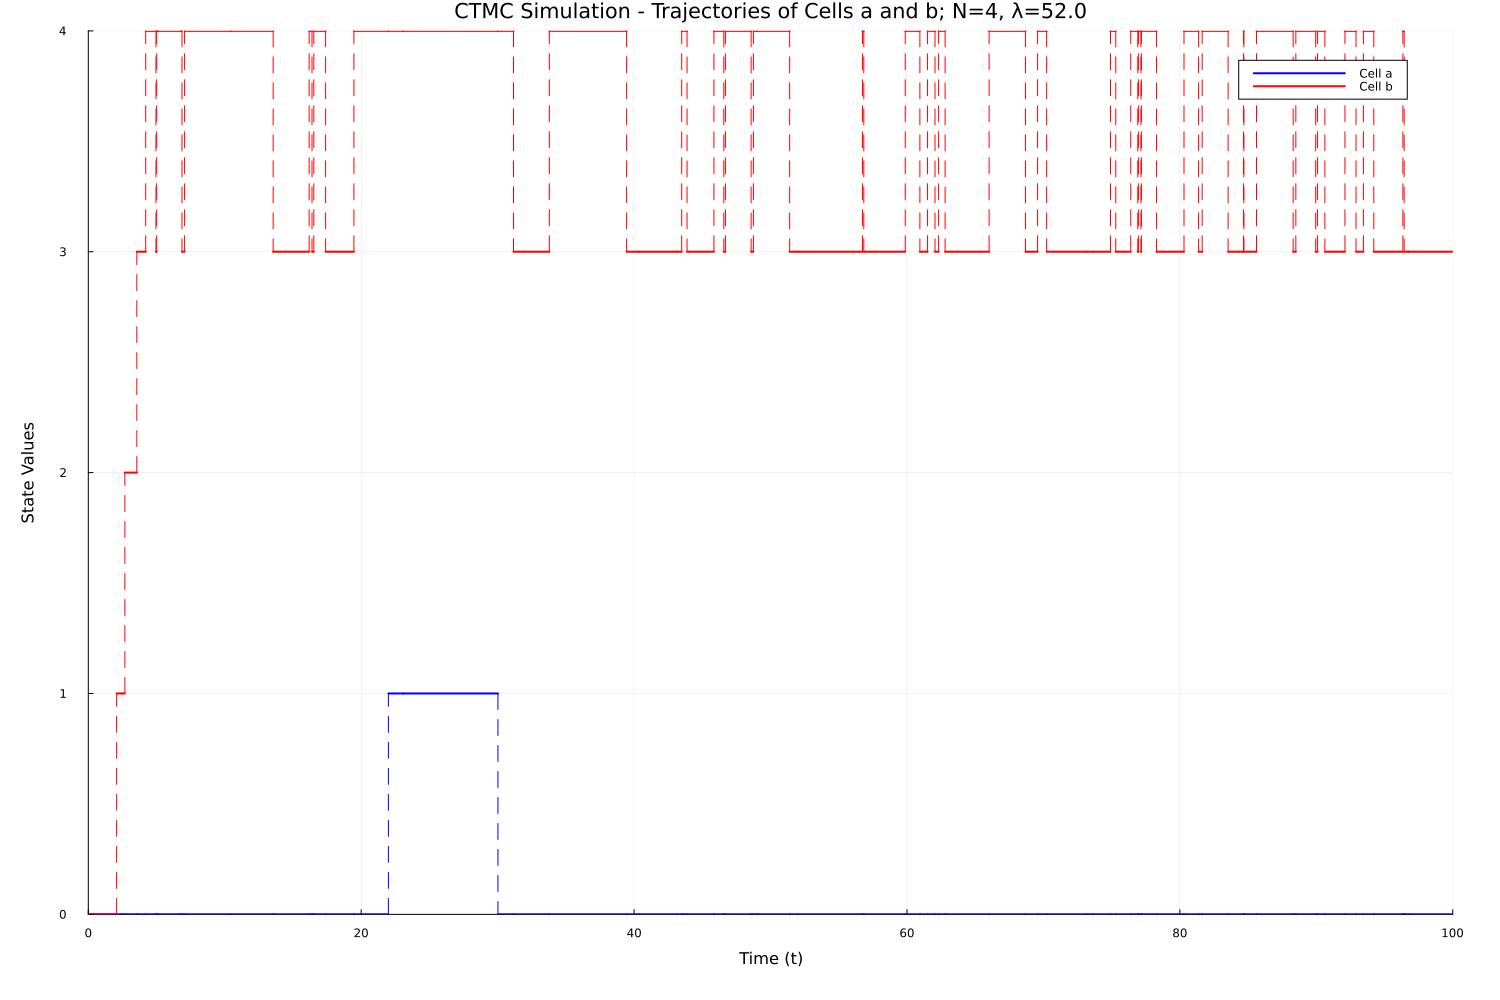 CTMC Simulation - Trajectories of Cells a and b; N=4, λ=52.0
4
Cell a
Cell b
3
State Values
2
1
0
0 20 40 60 80 100
Time (t)